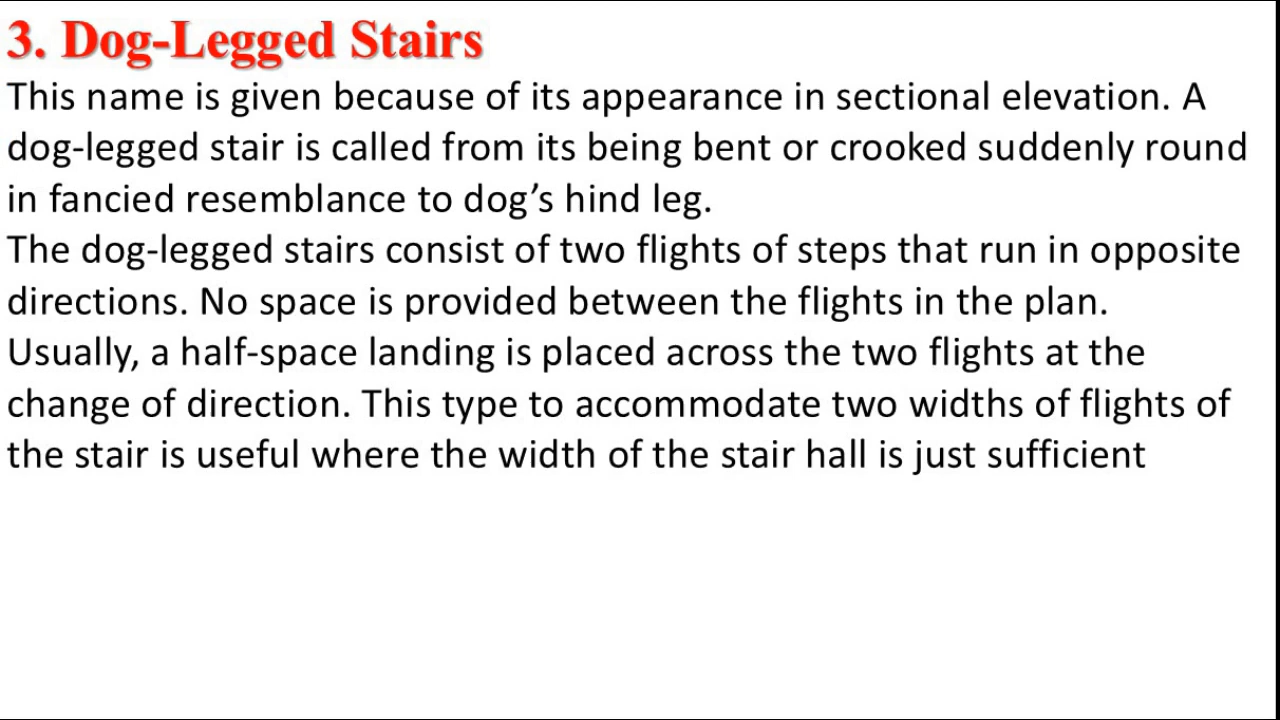 3. Dog-Legged Stairs
This name is given because of its appearance in sectional elevation. A
dog-legged stair is called from its being bent or crooked suddenly round
in fancied resemblance to dog’s hind leg.
The dog-legged stairs consist of two flights of steps that run in opposite
directions. No space is provided between the flights in the plan.
Usually, a half-space landing is placed across the two flights at the
change of direction. This type to accommodate two widths of flights of
the stair is useful where the width of the stair hall is just sufficient